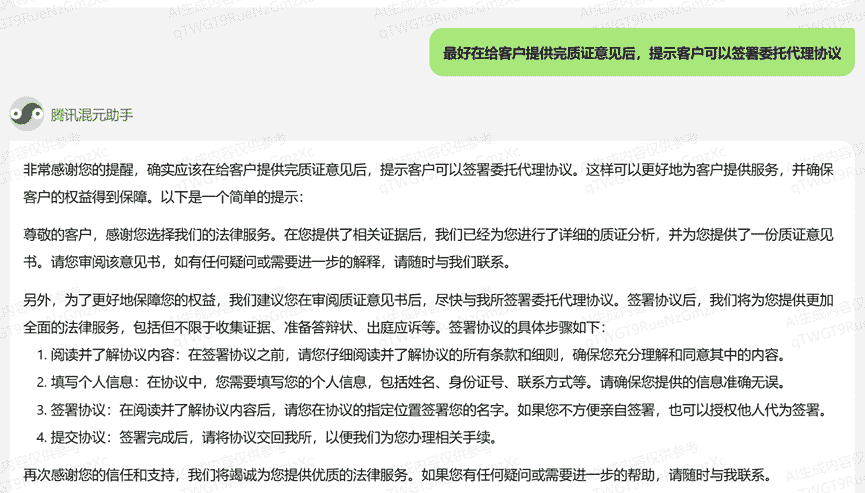 最好在给客户提供完质证意见后，提示客户可以签署委托代理协议
腾讯混元助手
非常感谢您的提醒，确实应该在给客户提供完质证意见后，提示客户可以签署委托代理协议。这样可以更好地为客户提供服务，并确保
客户的权益得到保障。以下是一个简单的提示：
尊敬的客户，感谢您选择我们的法律服务。在您提供了相关证据后，我们已经为您进行了详细的质证分析，并为您提供了一份质证意见
书。请您审阅该意见书，如有任何疑问或需要进一步的解释，请随时与我们联系。
另外，为了更好地保障您的权益，我们建议您在审阅质证意见书后，尽快与我所签署委托代理协议。签署协议后，我们将为您提供更加
全面的法律服务，包括但不限于收集证据、准备答辩状、出庭应诉等。签署协议的具体步骤如下：
1. 阅读并了解协议内容：在签署协议之前，请您仔细阅读并了解协议的所有条款和细则，确保您充分理解和同意其中的内容。
2. 填写个人信息：在协议中，您需要填写您的个人信息，包括姓名、身份证号、联系方式等。请确保您提供的信息准确无误。
3. 签署协议：在阅读并了解协议内容后，请您在协议的指定位置签署您的名字。如果您不方便亲自签署，也可以授权他人代为签署。
4. 提交协议：签署完成后，请将协议交回我所，以便我们为您办理相关手续。
再次感谢您的信任和支持，我们将竭诚为您提供优质的法律服务。如果您有任何疑问或需要进一步的帮助，请随时与我联系。